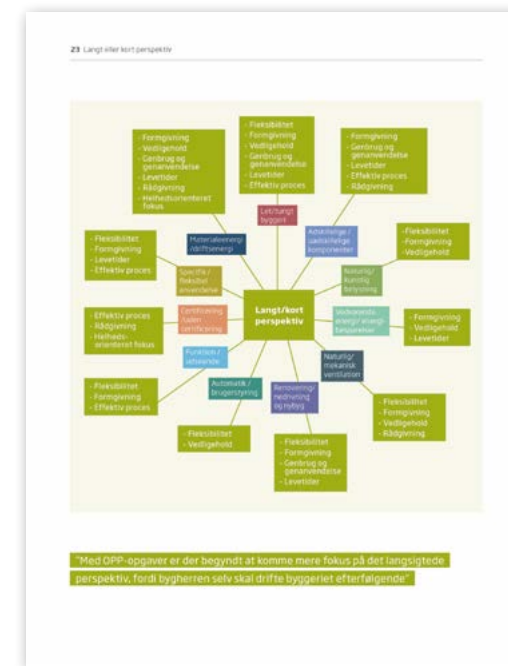 23 Langt eller kort perspektiv
- Fleksibilitet
- Formgivning
- Vedligehold
- Genbrug og
genanvendelse
- Levetider
- Effektiv proces
- Formgivning
- Vedligehold
- Genbrug og
genanvendelse
- Levetider
- Rådgivning
- Helhedsorienteret
fokus
- Formgivning
- Genbrug og
genanvendelse
- Levetider
- Effektiv proces
- Rådgivning
Let/tungt
byggeri
Materialeenergi
/driftsenergi
Adskillelige /
uadskillelige
komponenter
- Fleksibilitet
- Formgivning
- Levetider
- Effektiv proces
Specifik /
fleksibel
anvendelse
Naturlig/
kunstig
belysning
- Fleksibilitet
- Formgivning
- Vedligehold
- Effektiv proces
- Rådgivning
- Helheds-
orienteret fokus
Certificering
/uden
certificering
Langt/kort
perspektiv
Vedvarende
energi/energi-
besparelser
- Formgivning
- Vedligehold
- Levetider
Funktion /
udseende
Naturlig/
mekanisk
ventilation
- Fleksibilitet
- Formgivning
- Effektiv proces
Automatik /
brugerstyring
Renovering/
nedrivning
og nybyg
- Fleksibilitet
- Formgivning
- Vedligehold
- Rådgivning
- Fleksibilitet
- Vedligehold
- Fleksibilitet
- Formgivning
- Genbrug og
genanvendelse
- Levetider
"Med OPP-opgaver er der begyndt at komme mere fokus på det langsigtede
perspektiv, fordi bygherren selv skal drifte byggeriet efterfølgende"